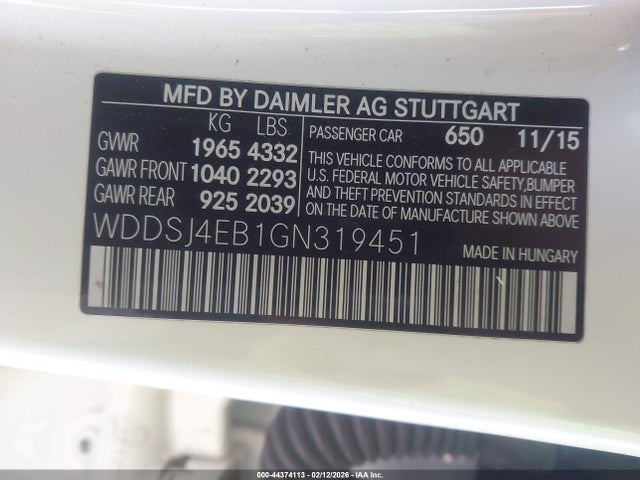 MFD BY DAIMLER AG STUTTGART
KG LBS
GVWR 1965 4332
GAWR FRONT 1040 2293
GAWR REAR 925 2039
PASSENGER CAR 650 11/15
THIS VEHICLE CONFORMS TO ALL APPLICABLE
U.S. FEDERAL MOTOR VEHICLE SAFETY,BUMPER
AND THEFT PREVENTION STANDARDS IN EFFECT
ON THE DATE OF MANUFACTURE SHOWN ABOVE.
WDDSJ4EB1GN319451
MADE IN HUNGARY
000-44374113 - 02/12/2026 - IAA Inc.